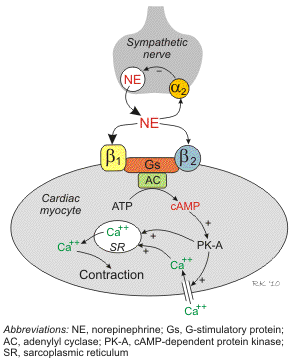 Sympathetic
nerve
NE
−
α2
NE
β1
Gs
β2
AC
Cardiac
myocyte
ATP
cAMP
+
Ca++
+
PK-A
Ca++
SR
+
Ca++
+
Contraction
Ca++
RK '10
Abbreviations: NE, norepinephrine; Gs, G-stimulatory protein;
AC, adenylyl cyclase; PK-A, cAMP-dependent protein kinase;
SR, sarcoplasmic reticulum